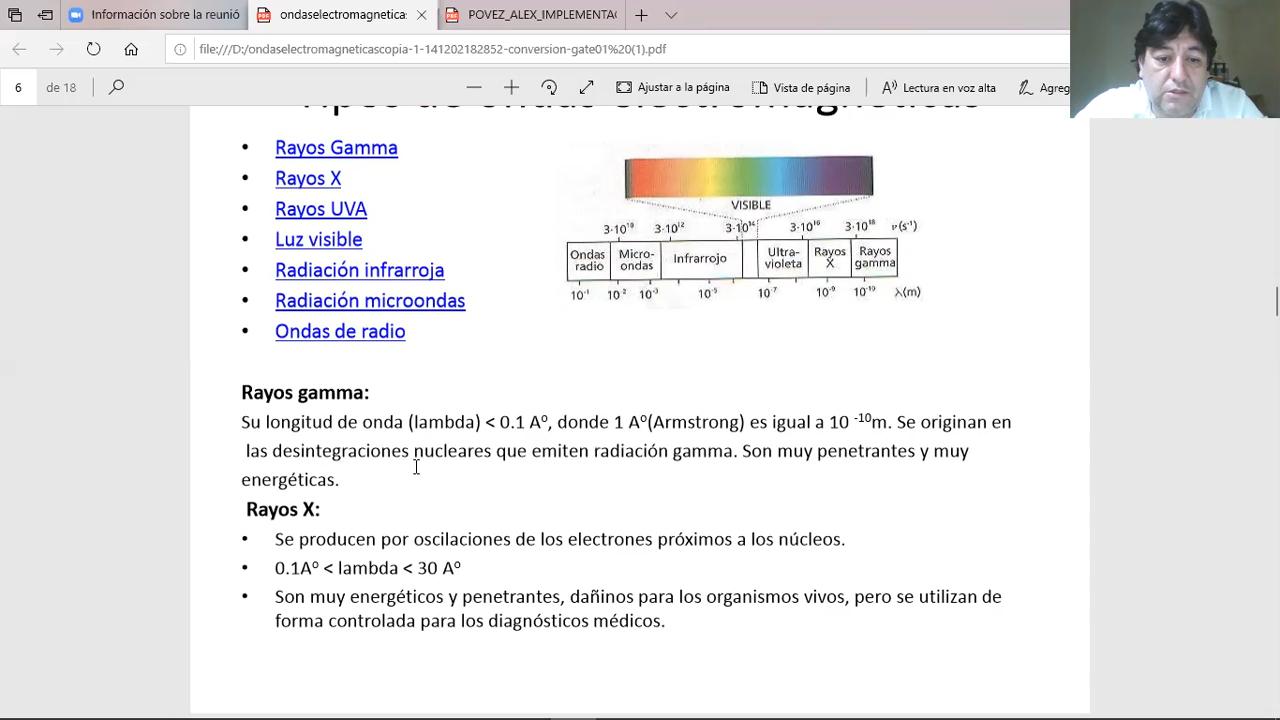 Información sobre la reunió
ondaselectromagneticas
POVEZ_ALEX_IMPLEMENTAC
file:///D:/ondaselectromagneticascopia-1-141202182852-conversion-gate01%20(1).pdf
6 de 18
Ajustar a la página
Vista de página
Lectura en voz alta
Agreg
Tipos de ondas electromagnéticas
• Rayos Gamma
• Rayos X
• Rayos UVA
• Luz visible
• Radiación infrarroja
• Radiación microondas
• Ondas de radio
VISIBLE
3·10¹⁰ 3·10¹² 3·10¹⁴ 3·10¹⁶ 3·10¹⁸ ν(s⁻¹)
Ondas radio
Micro-ondas
Infrarrojo
Ultra-violeta
Rayos X
Rayos gamma
10⁻¹ 10⁻² 10⁻³ 10⁻⁵ 10⁻⁷ 10⁻⁹ 10⁻¹⁰ λ(m)
Rayos gamma:
Su longitud de onda (lambda) < 0.1 Aº, donde 1 Aº(Armstrong) es igual a 10 ⁻¹⁰m. Se originan en
las desintegraciones nucleares que emiten radiación gamma. Son muy penetrantes y muy
energéticas.
Rayos X:
• Se producen por oscilaciones de los electrones próximos a los núcleos.
• 0.1Aº < lambda < 30 Aº
• Son muy energéticos y penetrantes, dañinos para los organismos vivos, pero se utilizan de
forma controlada para los diagnósticos médicos.